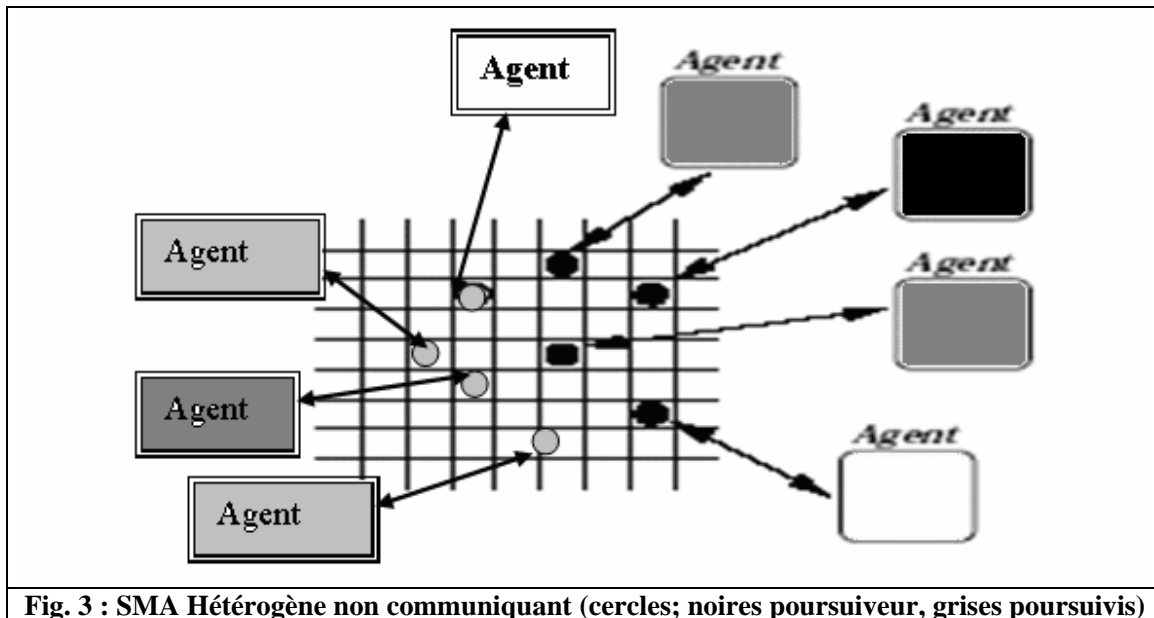 Agent
Agent
Agent
Agent
Agent
Agent
Agent
Agent
Fig. 3 : SMA Hétérogène non communiquant (cercles; noires poursuiveur, grises poursuivis)